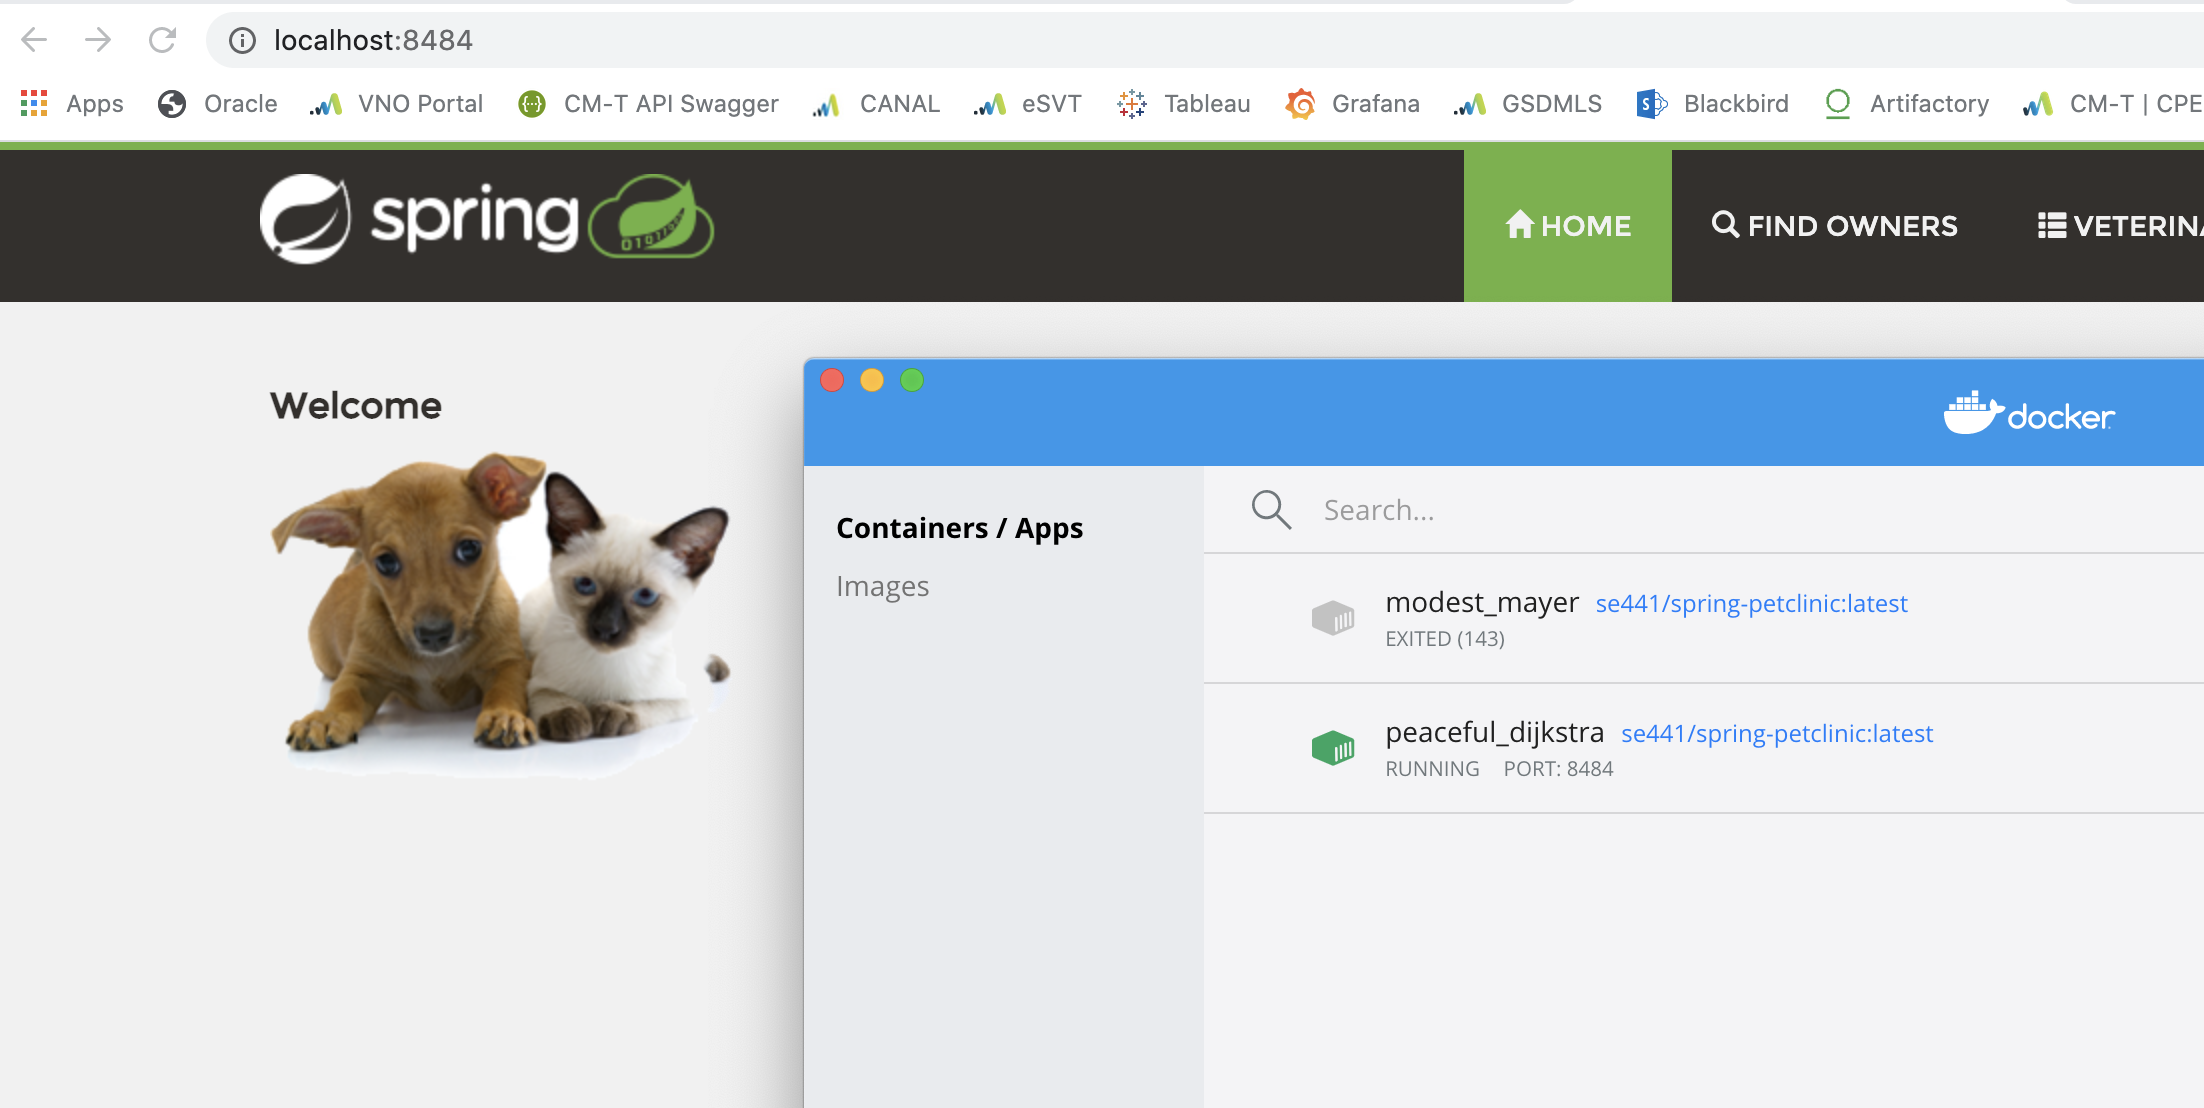 localhost:8484
Apps Oracle VNO Portal CM-T API Swagger CANAL eSVT Tableau Grafana GSDMLS Blackbird Artifactory CM-T | CPE
spring HOME FIND OWNERS VETERINA
Welcome
docker
Containers / Apps
Images
Search...
modest_mayer se441/spring-petclinic:latest
EXITED (143)
peaceful_dijkstra se441/spring-petclinic:latest
RUNNING PORT: 8484